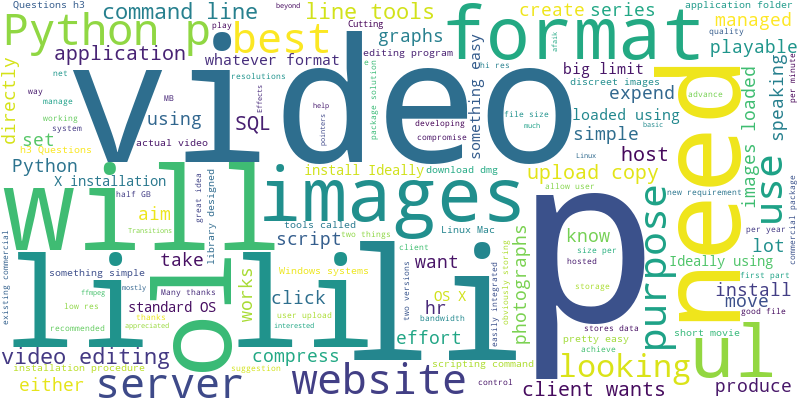 Questions h3
command line
line tools
create
series
application folder
beyond
Python p
best
Cutting
play
graphs
managed
quality
application
whatever format
editing program
afaik
format
playable
directly
net
way
manage
resolutions
hi res
big limit
discreet images
MB
Effects
package solution
something easy
expend
speaking
per minute
working
system
using
SQL
help
pointers
file size
much
loaded using
need
advance
set
actual video
video
developing
compromise
simple
images loaded
h3 Questions
Python
great idea
library designed
install Ideally
download dmg
basic
Linux
host
use
X installation
half GB
images
upload copy
allow user
new requirement
commercial package
will
aim
Transitions
tools called
script
Linux Mac
p
purpose
know
size per
lot
per year
existing commercial
take
two things
client
want
two versions
obviously storing
easily integrated
photographs
hosted
storage
Ideally using
first part
something simple
li
ol
works
Windows systems
click
OS X
hr
install
move
good file
ffmpeg
mostly
low res
Many thanks
standard OS
thanks
appreciated
user upload
interested
bandwidth
effort
scripting command
stores data
pretty easy
achieve
short movie
recommended
video editing
installation procedure
compress
suggestion
looking
ul
either
server
website
control
client wants
produce